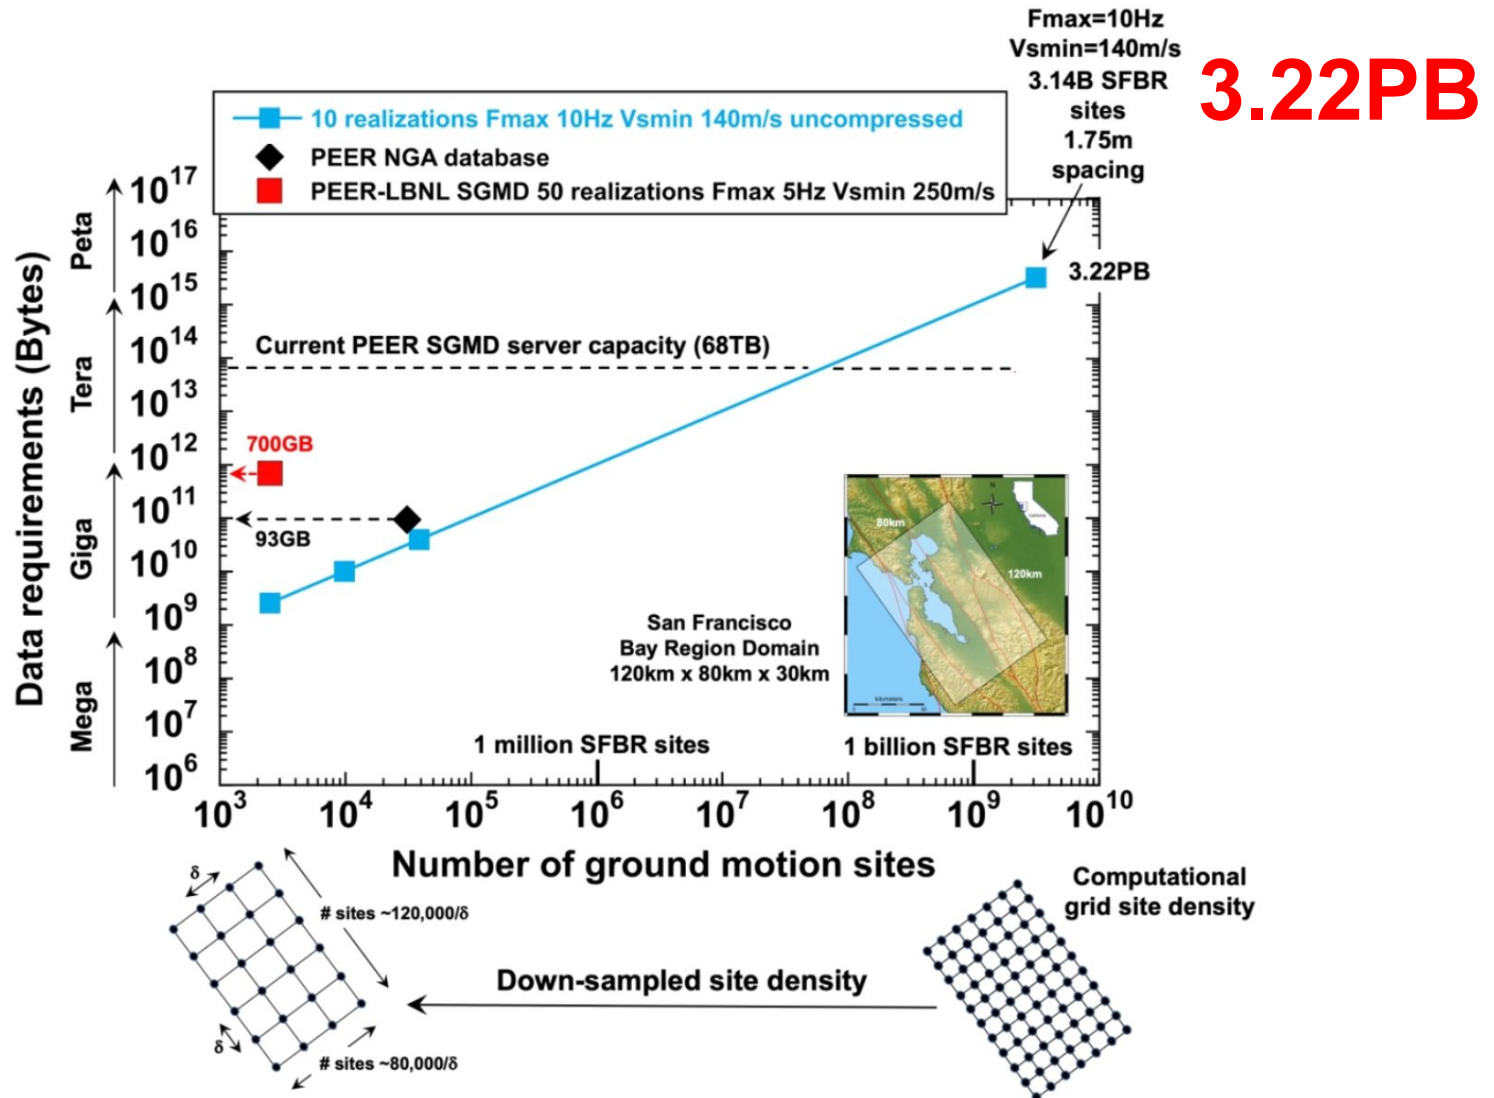 Fmax=10Hz
Vsmin=140m/s
3.14B SFBR
sites
1.75m
spacing
3.22PB
10 realizations Fmax 10Hz Vsmin 140m/s uncompressed
PEER NGA database
PEER-LBNL SGMD 50 realizations Fmax 5Hz Vsmin 250m/s
Data requirements (Bytes)
Peta
Tera
Giga
Mega
10^17
10^16
10^15
10^14
10^13
10^12
10^11
10^10
10^9
10^8
10^7
10^6
3.22PB
Current PEER SGMD server capacity (68TB)
700GB
93GB
N
80km
120km
San Francisco
Bay Region Domain
120km x 80km x 30km
1 million SFBR sites
1 billion SFBR sites
10^3
10^4
10^5
10^6
10^7
10^8
10^9
10^10
Number of ground motion sites
δ
# sites ~120,000/δ
δ
# sites ~80,000/δ
Down-sampled site density
Computational
grid site density